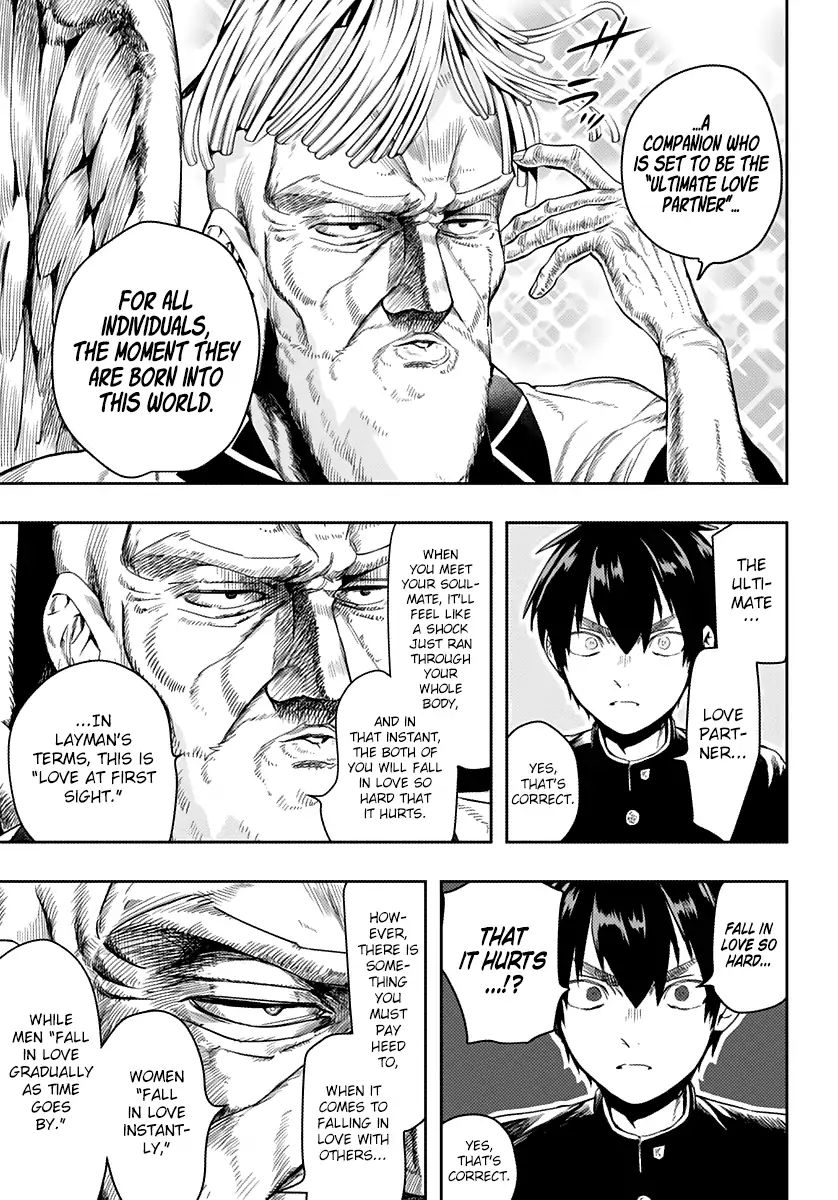 ...A
COMPANION WHO
IS SET TO BE THE
"ULTIMATE LOVE
PARTNER"...
FOR ALL
INDIVIDUALS,
THE MOMENT THEY
ARE BORN INTO
THIS WORLD.
THE
ULTI-
MATE
...
LOVE
PART-
NER...
YES,
THAT'S
CORRECT.
WHEN
YOU MEET
YOUR SOUL-
MATE, IT'LL
FEEL LIKE
A SHOCK
JUST RAN
THROUGH
YOUR
WHOLE
BODY,
AND IN
THAT INSTANT,
THE BOTH OF
YOU WILL FALL
IN LOVE SO
HARD THAT
IT HURTS.
...IN
LAYMAN'S
TERMS, THIS IS
"LOVE AT FIRST
SIGHT."
FALL IN
LOVE SO
HARD...
THAT
IT HURTS
...!?
YES,
THAT'S
CORRECT.
HOW-
EVER,
THERE IS
SOME-
THING
YOU
MUST
PAY
HEED
TO,
WHEN IT
COMES TO
FALLING IN
LOVE WITH
OTHERS...
WOMEN
"FALL
IN LOVE
INSTANT-
LY,"
WHILE
MEN "FALL
IN LOVE
GRADUALLY
AS TIME
GOES
BY."